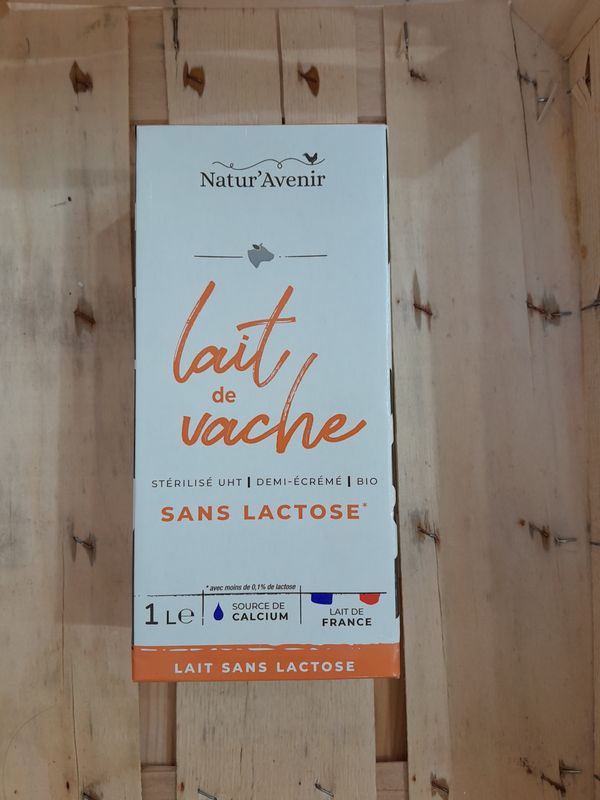 Natur'Avenir
lait
de
vache
STÉRILISÉ UHT | DEMI-ÉCRÉMÉ | BIO
SANS LACTOSE*
* avec moins de 0,1% de lactose
1 L℮
SOURCE DE
CALCIUM
LAIT DE
FRANCE
LAIT SANS LACTOSE